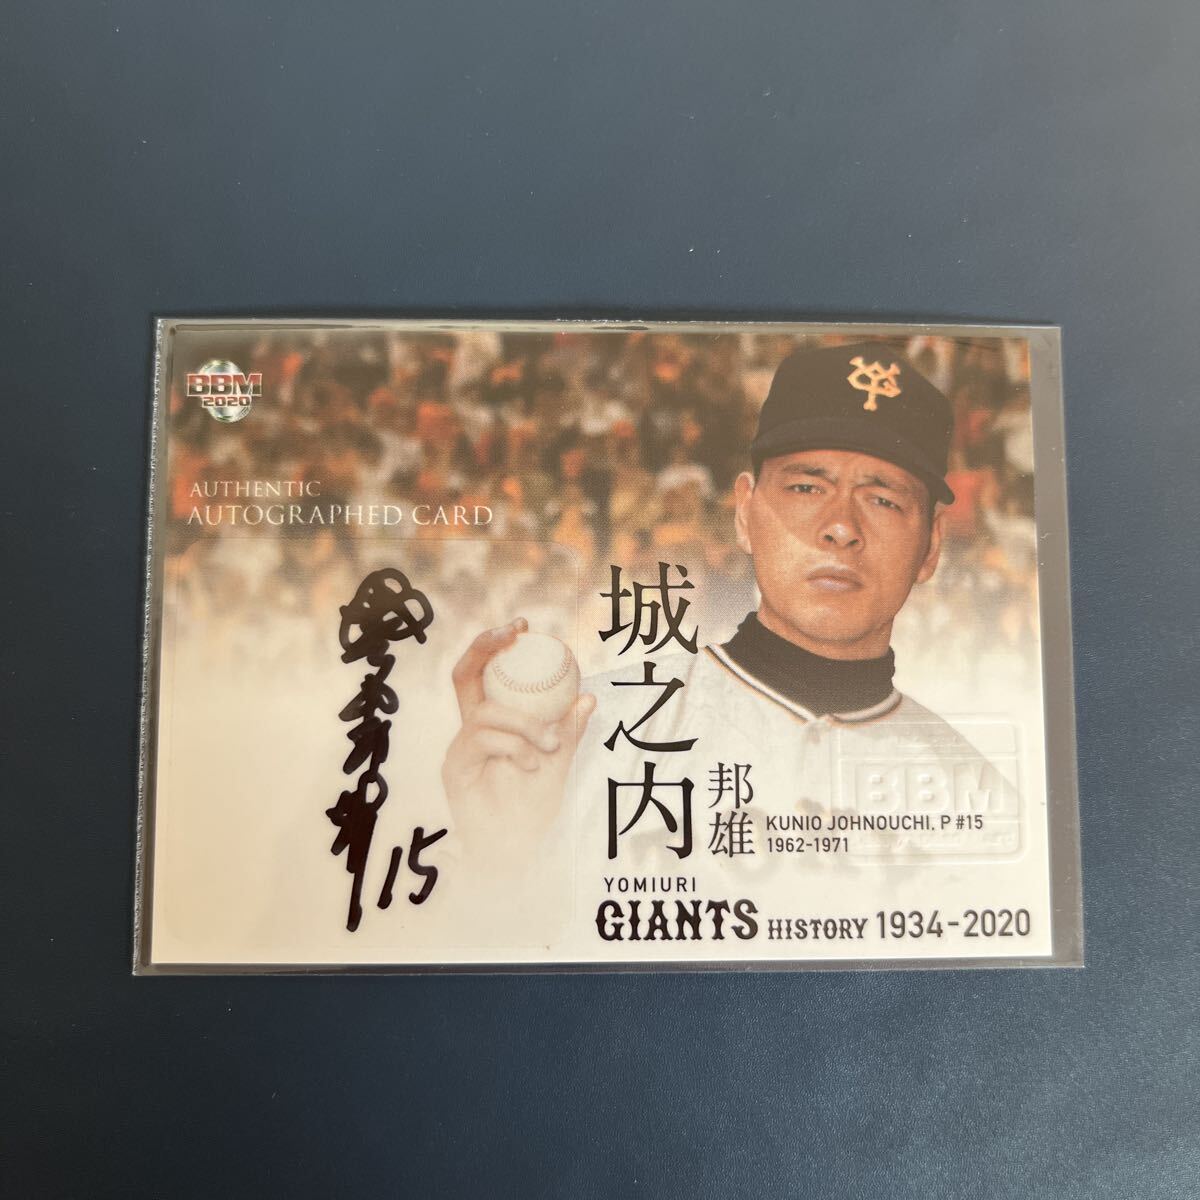 BBM
2020
AUTHENTIC
AUTOGRAPHED CARD
YG
城之内
邦雄
KUNIO JOHNOUCHI, P #15
1962-1971
15
BBM
YOMIURI
GIANTS HISTORY 1934-2020